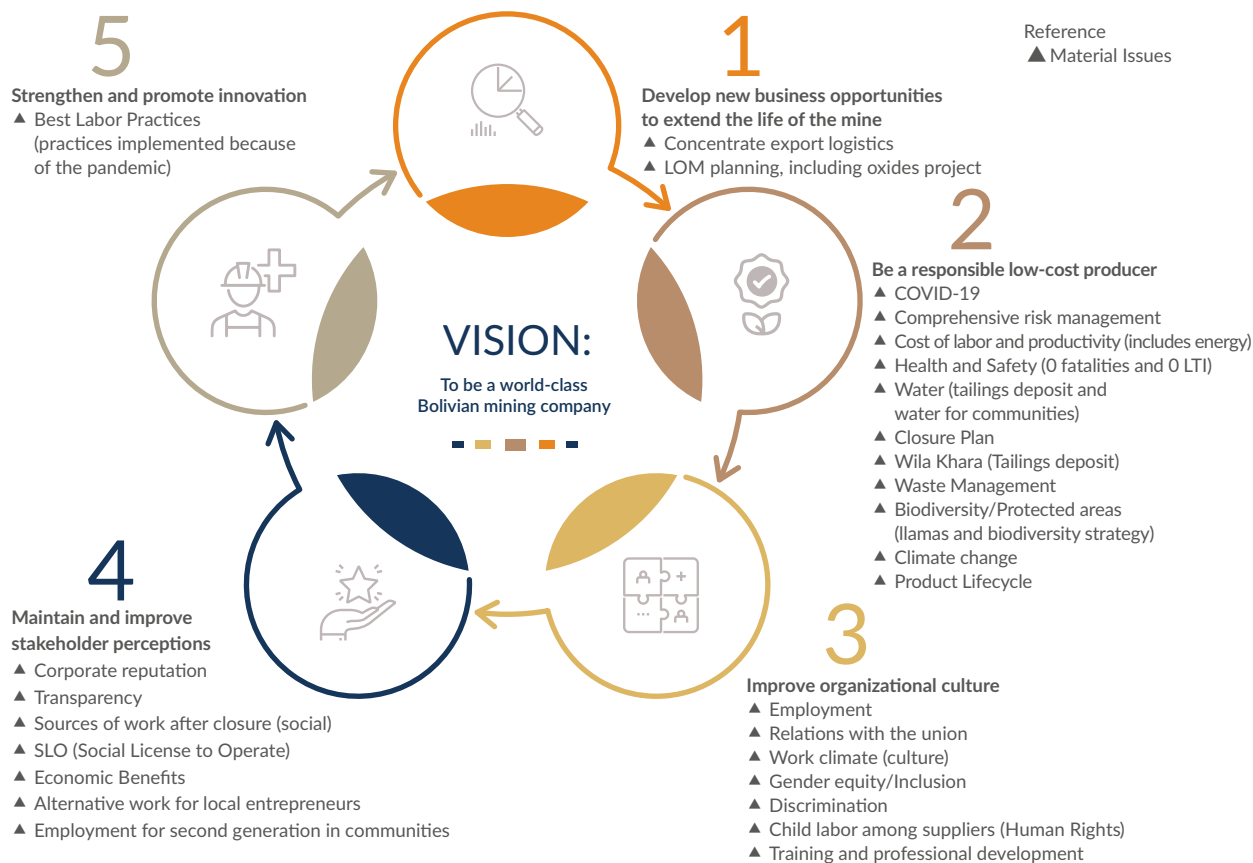 Reference
▲ Material Issues
1
Develop new business opportunities
to extend the life of the mine
▲ Concentrate export logistics
▲ LOM planning, including oxides project
2
Be a responsible low-cost producer
▲ COVID-19
▲ Comprehensive risk management
▲ Cost of labor and productivity (includes energy)
▲ Health and Safety (0 fatalities and 0 LTI)
▲ Water (tailings deposit and
water for communities)
▲ Closure Plan
▲ Wila Khara (Tailings deposit)
▲ Waste Management
▲ Biodiversity/Protected areas
(llamas and biodiversity strategy)
▲ Climate change
▲ Product Lifecycle
3
Improve organizational culture
▲ Employment
▲ Relations with the union
▲ Work climate (culture)
▲ Gender equity/Inclusion
▲ Discrimination
▲ Child labor among suppliers (Human Rights)
▲ Training and professional development
4
Maintain and improve
stakeholder perceptions
▲ Corporate reputation
▲ Transparency
▲ Sources of work after closure (social)
▲ SLO (Social License to Operate)
▲ Economic Benefits
▲ Alternative work for local entrepreneurs
▲ Employment for second generation in communities
5
Strengthen and promote innovation
▲ Best Labor Practices
(practices implemented because
of the pandemic)
VISION:
To be a world-class
Bolivian mining company